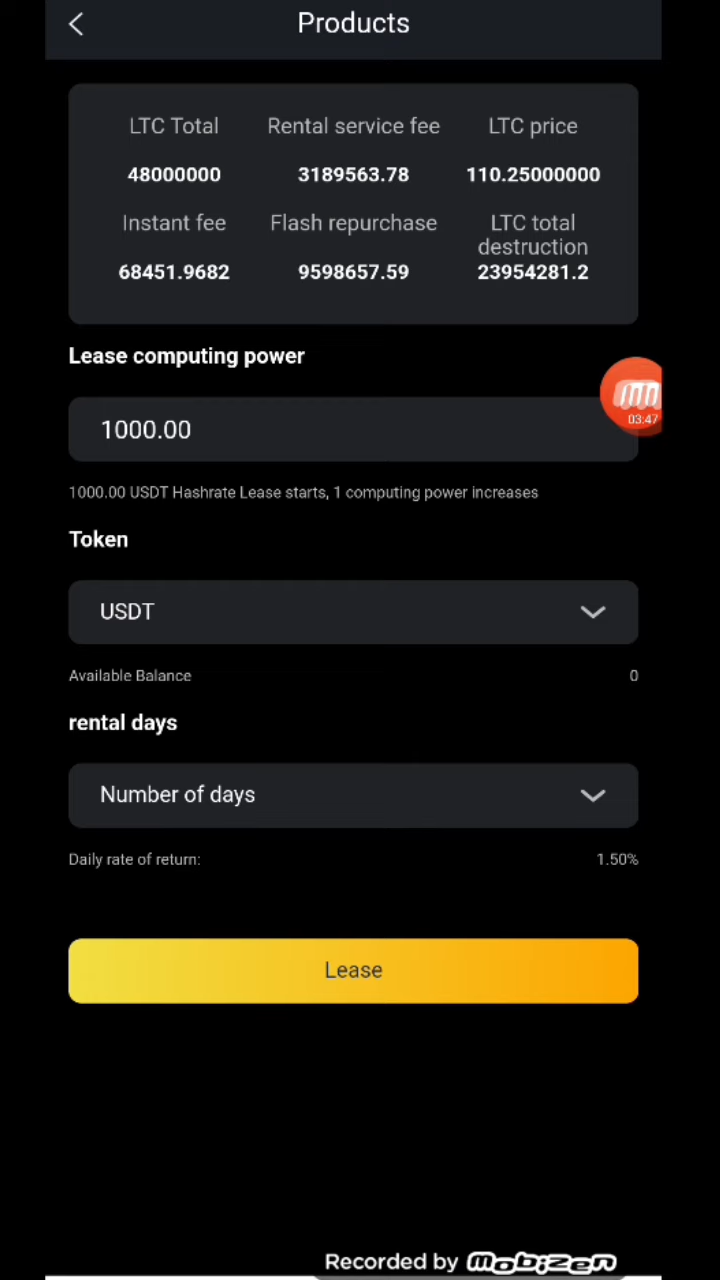 Products
LTC Total Rental service fee LTC price
48000000 3189563.78 110.25000000
Instant fee Flash repurchase LTC total
destruction
68451.9682 9598657.59 23954281.2
Lease computing power
1000.00
03:47
1000.00 USDT Hashrate Lease starts, 1 computing power increases
Token
USDT
Available Balance 0
rental days
Number of days
Daily rate of return: 1.50%
Lease
Recorded by mobizen